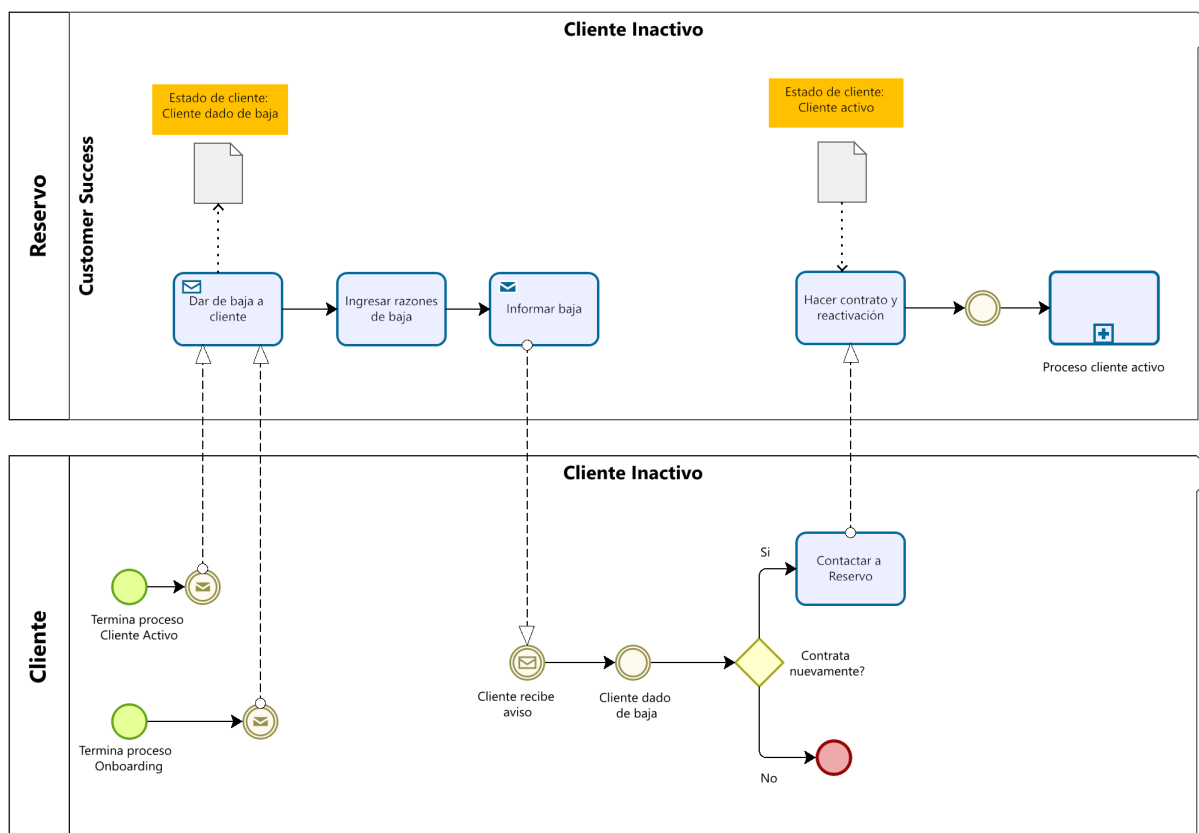 Cliente Inactivo
Reservo
Customer Success
Estado de cliente:
Cliente dado de baja
Estado de cliente:
Cliente activo
Dar de baja a
cliente
Ingresar razones
de baja
Informar baja
Hacer contrato y
reactivación
Proceso cliente activo
Cliente Inactivo
Cliente
Termina proceso
Cliente Activo
Termina proceso
Onboarding
Cliente recibe
aviso
Cliente dado
de baja
Si
Contactar a
Reservo
Contrata
nuevamente?
No